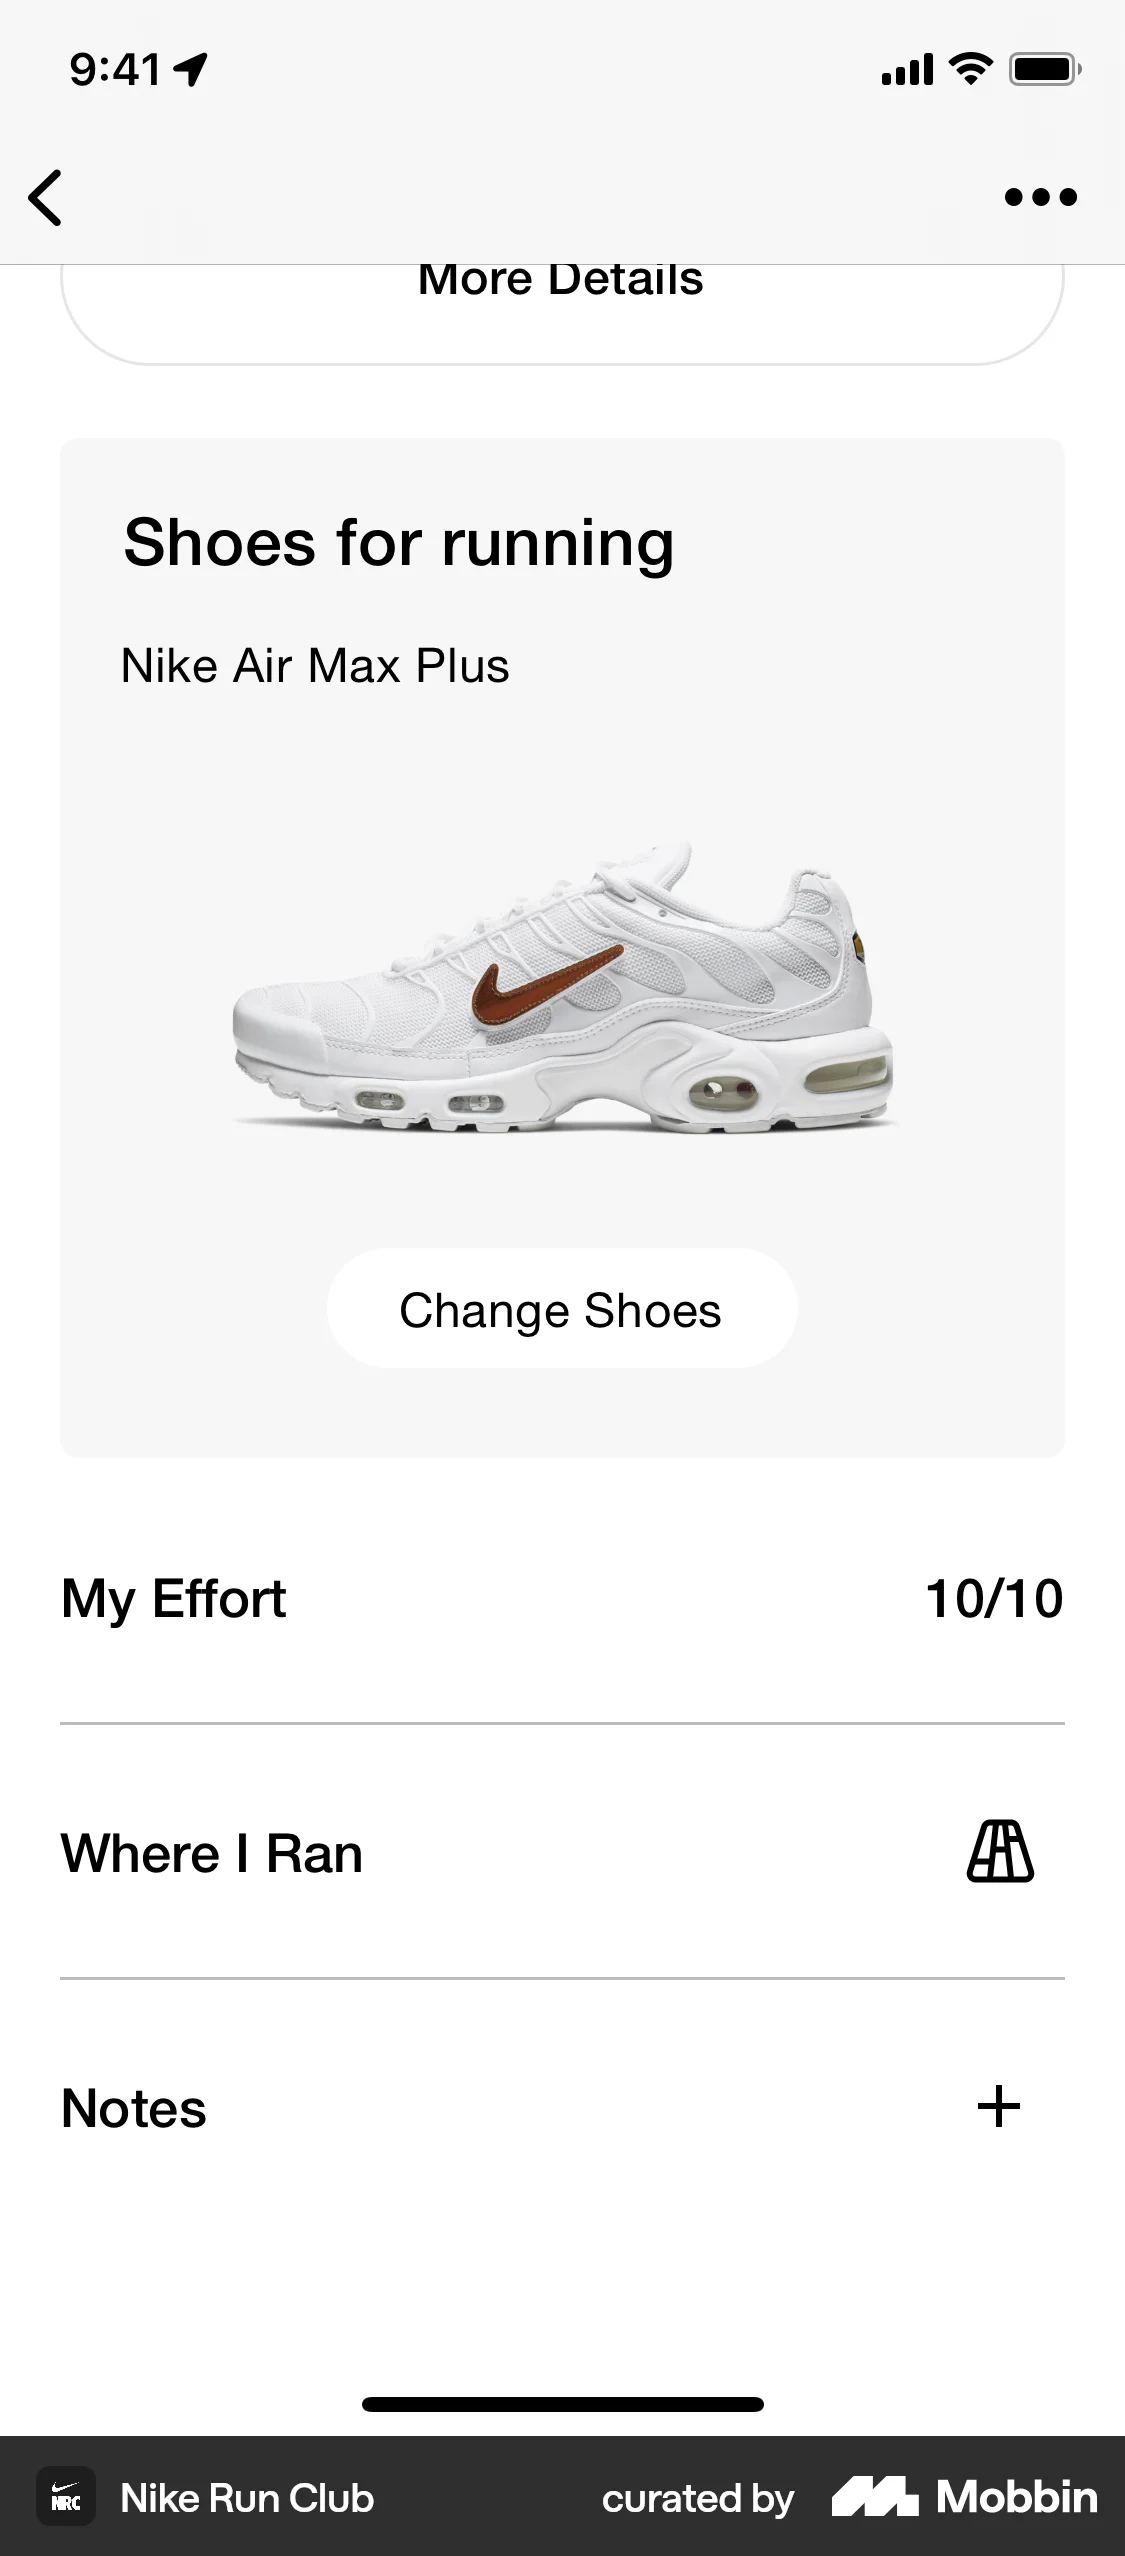 9:41
More Details
Shoes for running
Nike Air Max Plus
Change Shoes
My Effort 10/10
Where I Ran
Notes
NRC Nike Run Club curated by Mobbin